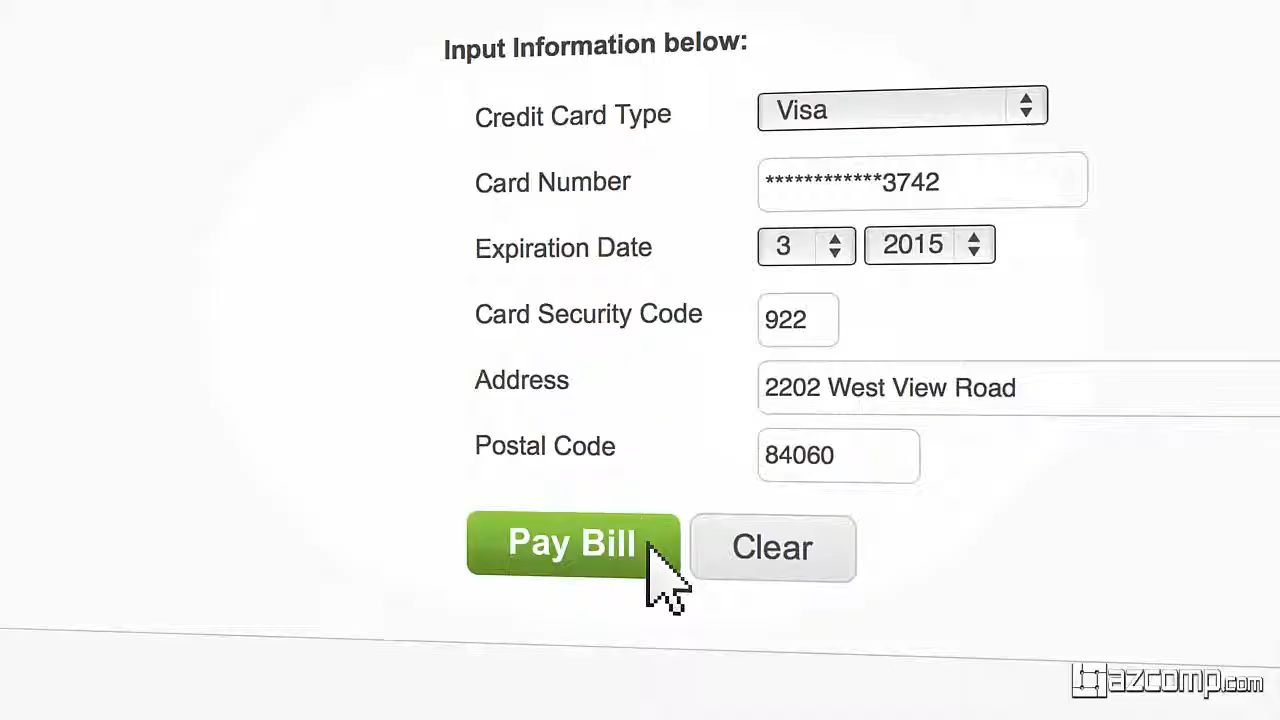 Input Information below:
Credit Card Type Visa
Card Number ************3742
Expiration Date 3 2015
Card Security Code 922
Address 2202 West View Road
Postal Code 84060
Pay Bill Clear
azcomp.com